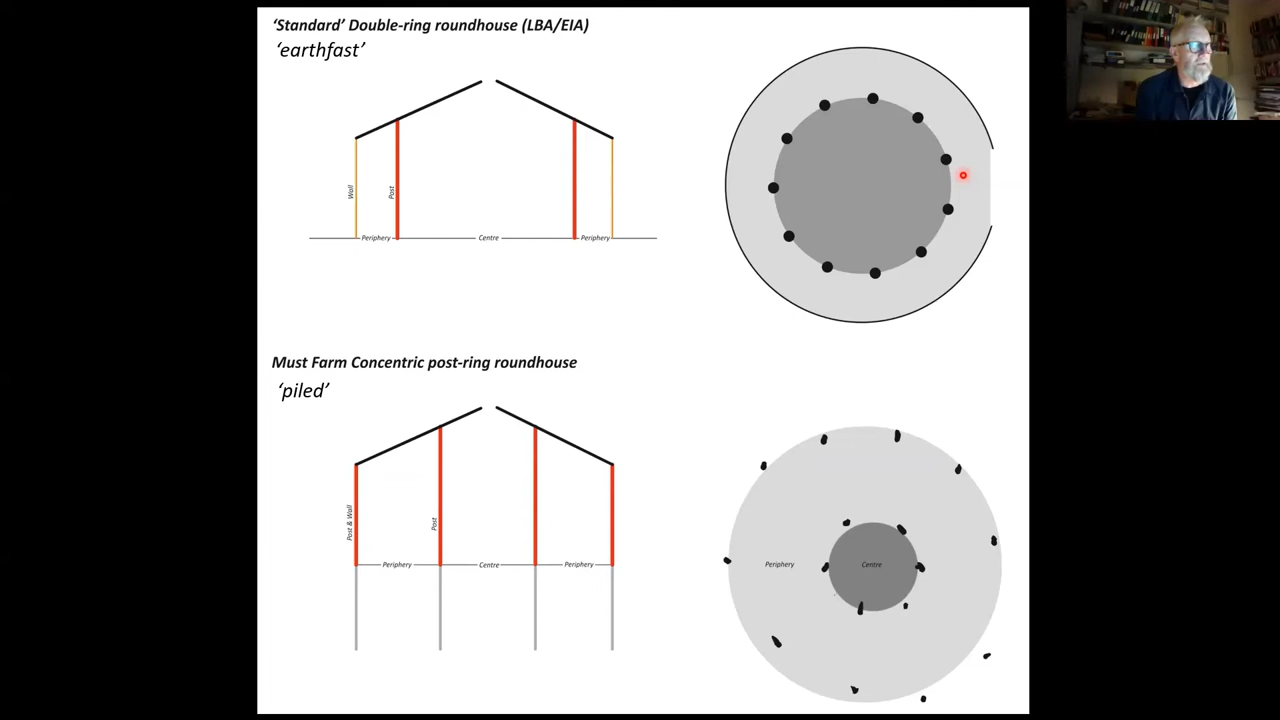 ‘Standard’ Double-ring roundhouse (LBA/EIA)
‘earthfast’
Wall
Post
Periphery
Centre
Periphery
Must Farm Concentric post-ring roundhouse
‘piled’
Post & Wall
Post
Periphery
Centre
Periphery
Periphery
Centre